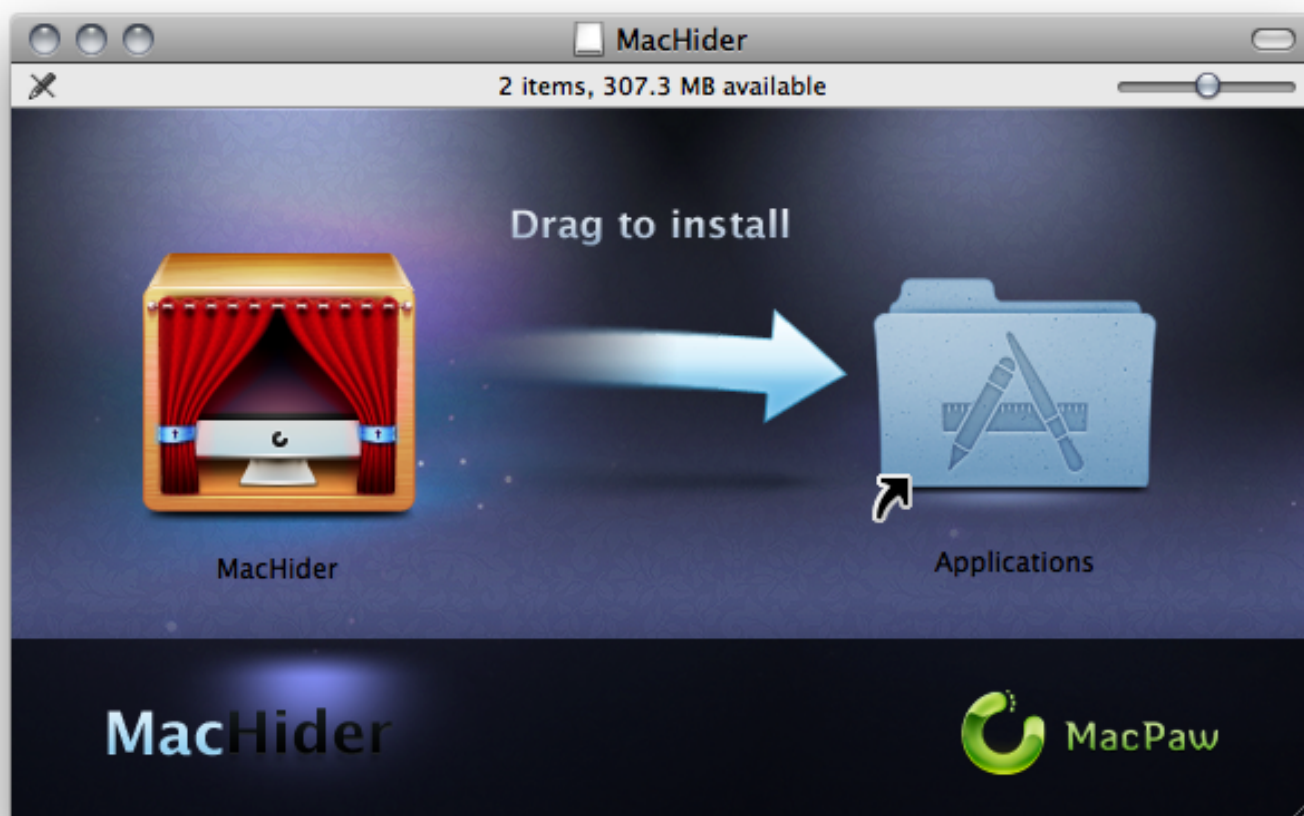 MacHider
2 items, 307.3 MB available
Drag to install
MacHider
Applications
MacHider
MacPaw